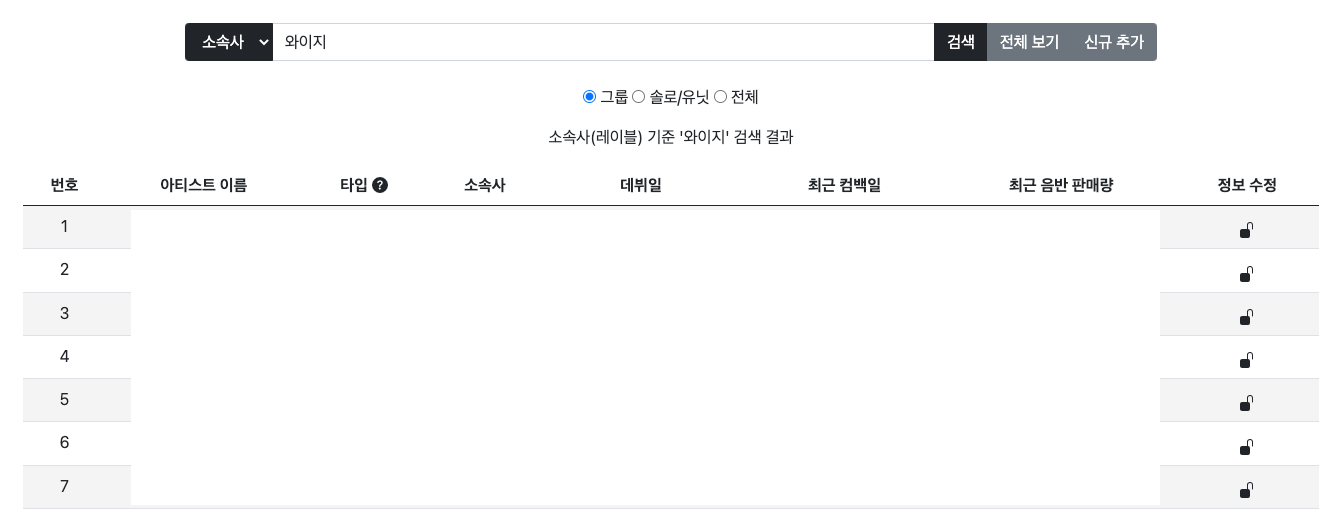 소속사 와이지 검색 전체 보기 신규 추가
그룹 솔로/유닛 전체
소속사(레이블) 기준 '와이지' 검색 결과
번호 아티스트 이름 타입 ? 소속사 데뷔일 최근 컴백일 최근 음반 판매량 정보 수정
1
2
3
4
5
6
7